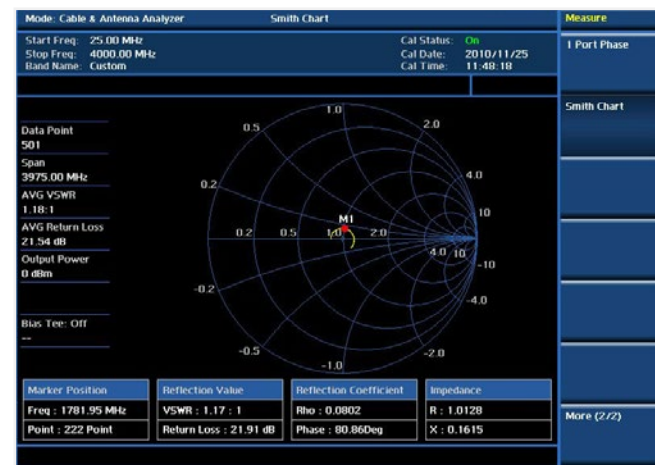 Mode: Cable & Antenna Analyzer Smith Chart Measure
Start Freq: 25.00 MHz Cal Status: On
Stop Freq: 4000.00 MHz Cal Date: 2010/11/25
Band Name: Custom Cal Time: 11:48:18
1 Port Phase
Smith Chart
1.0
0.5 2.0
Data Point
501
Span
3975.00 MHz
4.0
0.2
AVG VSWR
1.18:1
10
M1
AVG Return Loss
21.54 dB
0.2 0.5 1.0 2.0 4.0 10
Output Power
0 dBm
-10
-0.2
-4.0
Bias Tee: Off
--
-0.5 -2.0
-1.0
Marker Position Reflection Value Reflection Coefficient Impedance
Freq : 1781.95 MHz VSWR : 1.17 : 1 Rho : 0.0802 R : 1.0128
Point : 222 Point Return Loss : 21.91 dB Phase : 80.86Deg X : 0.1615
More (2/2)